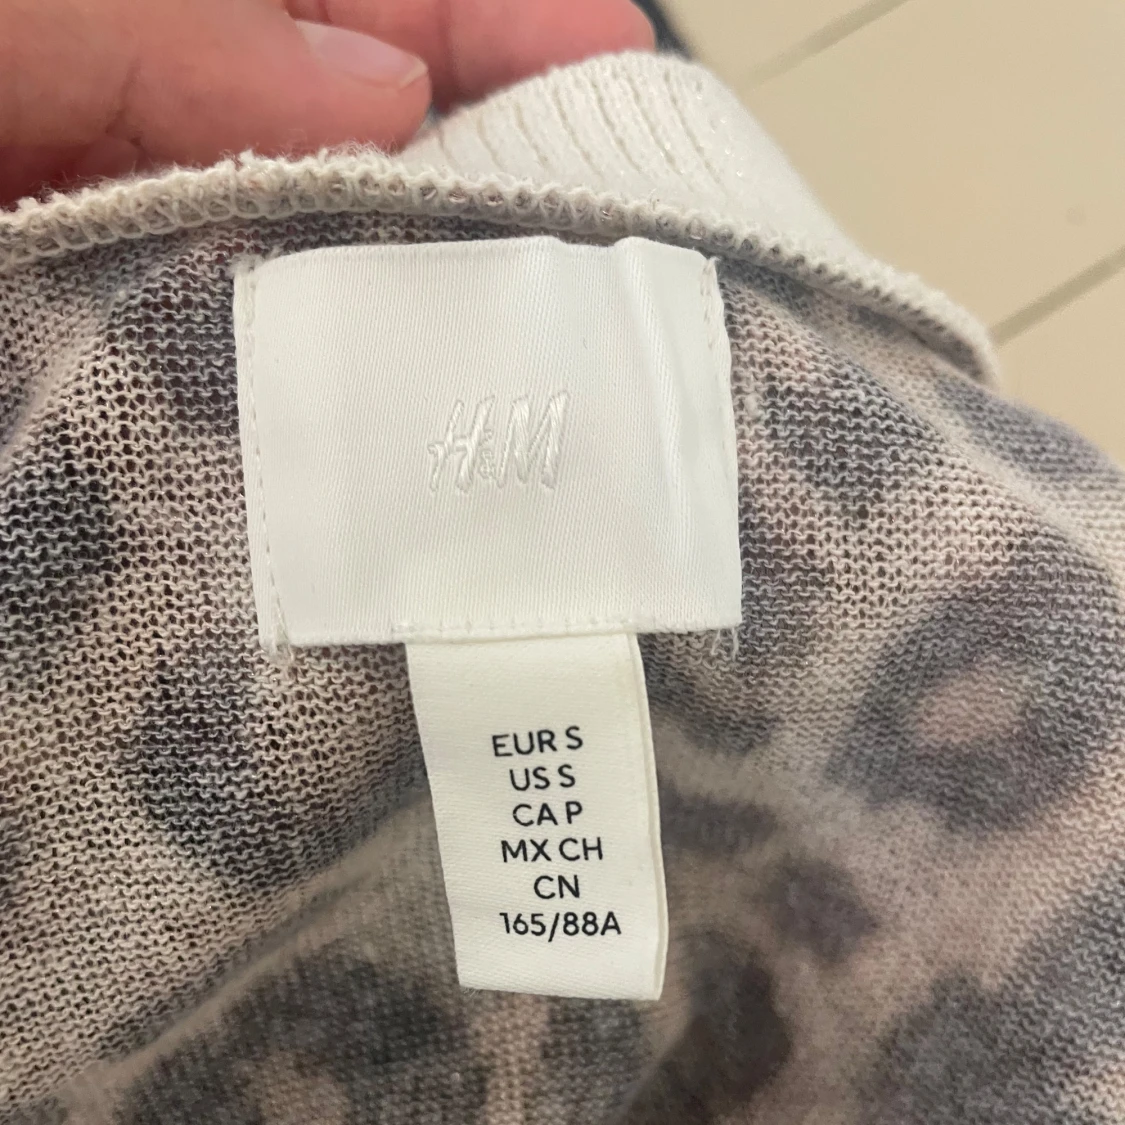 H&M
EUR S
US S
CA P
MX CH
CN
165/88A